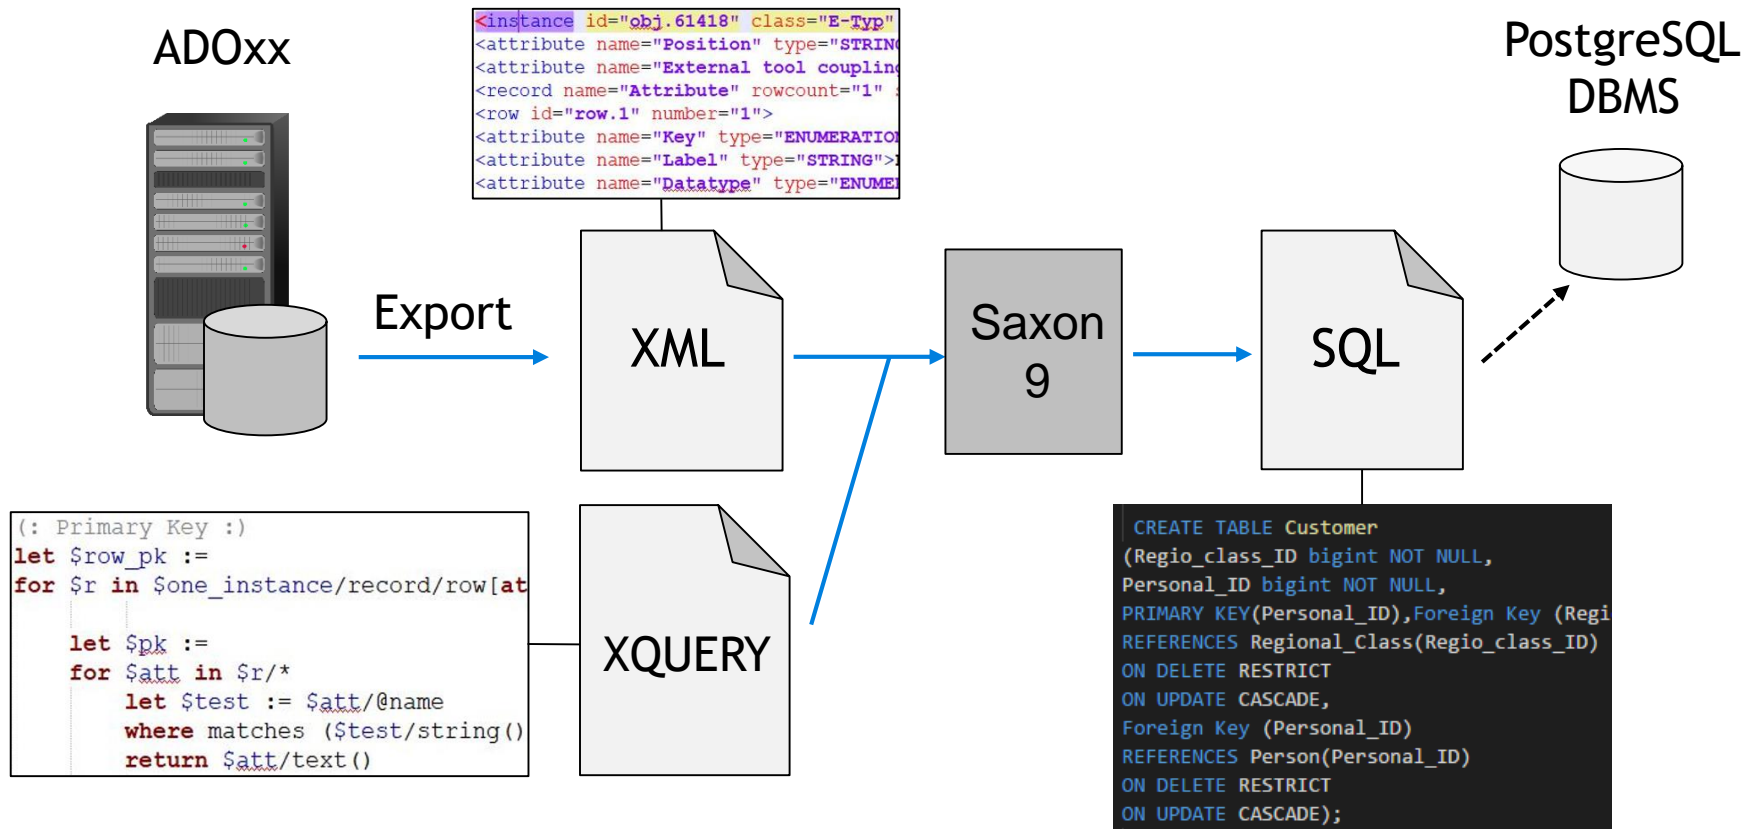 ADOxx
<instance id="obj.61418" class="E-Typ"
<attribute name="Position" type="STRING
<attribute name="External tool coupling
<record name="Attribute" rowcount="1"
<row id="row.1" number="1">
<attribute name="Key" type="ENUMERATION
<attribute name="Label" type="STRING">
<attribute name="Datatype" type="ENUME
PostgreSQL
DBMS
Export
XML
Saxon
9
SQL
(: Primary Key :)
let $row_pk :=
for $r in $one_instance/record/row[at
let $pk :=
for $att in $r/*
let $test := $att/@name
where matches ($test/string()
return $att/text()
XQUERY
CREATE TABLE Customer
(Regio_class_ID bigint NOT NULL,
Personal_ID bigint NOT NULL,
PRIMARY KEY(Personal_ID),Foreign Key (Regi
REFERENCES Regional_Class(Regio_class_ID)
ON DELETE RESTRICT
ON UPDATE CASCADE,
Foreign Key (Personal_ID)
REFERENCES Person(Personal_ID)
ON DELETE RESTRICT
ON UPDATE CASCADE);